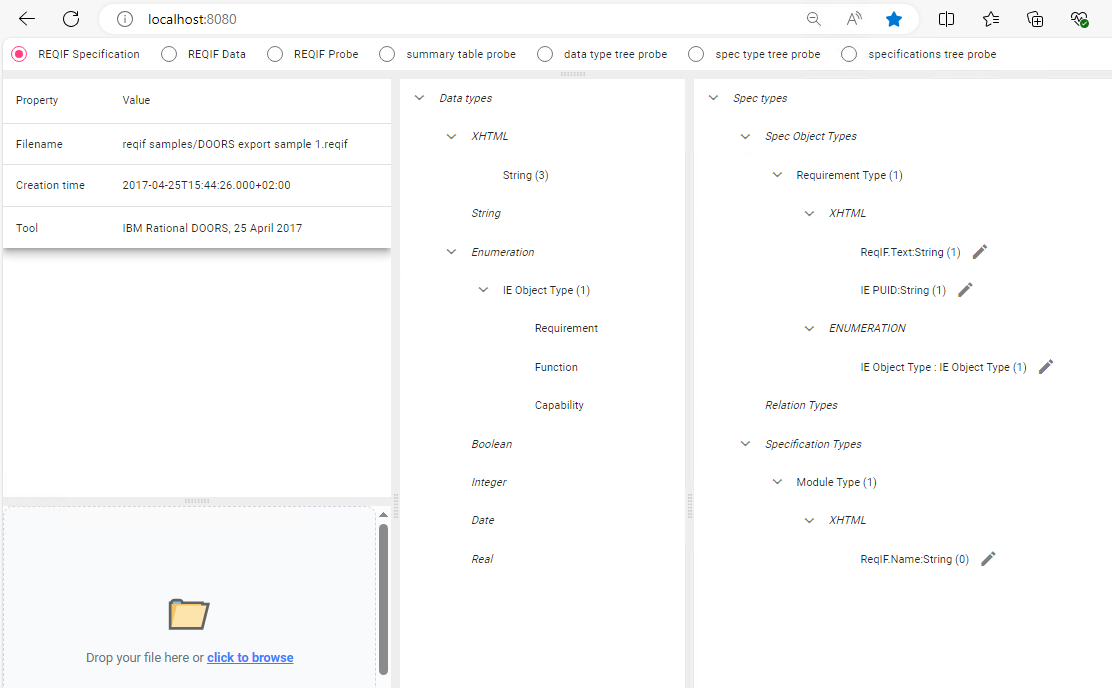 localhost:8080
REQIF Specification REQIF Data REQIF Probe summary table probe data type tree probe spec type tree probe specifications tree probe
Property Value
Filename reqif samples/DOORS export sample 1.reqif
Creation time 2017-04-25T15:44:26.000+02:00
Tool IBM Rational DOORS, 25 April 2017
Drop your file here or click to browse
Data types
XHTML
String (3)
String
Enumeration
IE Object Type (1)
Requirement
Function
Capability
Boolean
Integer
Date
Real
Spec types
Spec Object Types
Requirement Type (1)
XHTML
ReqIF.Text:String (1)
IE PUID:String (1)
ENUMERATION
IE Object Type : IE Object Type (1)
Relation Types
Specification Types
Module Type (1)
XHTML
ReqIF.Name:String (0)